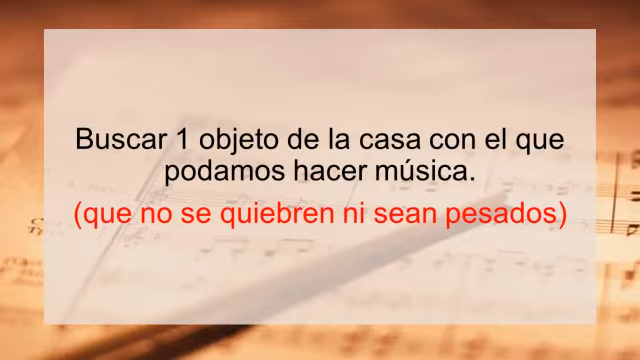 Buscar 1 objeto de la casa con el que
podamos hacer música.
(que no se quiebren ni sean pesados)